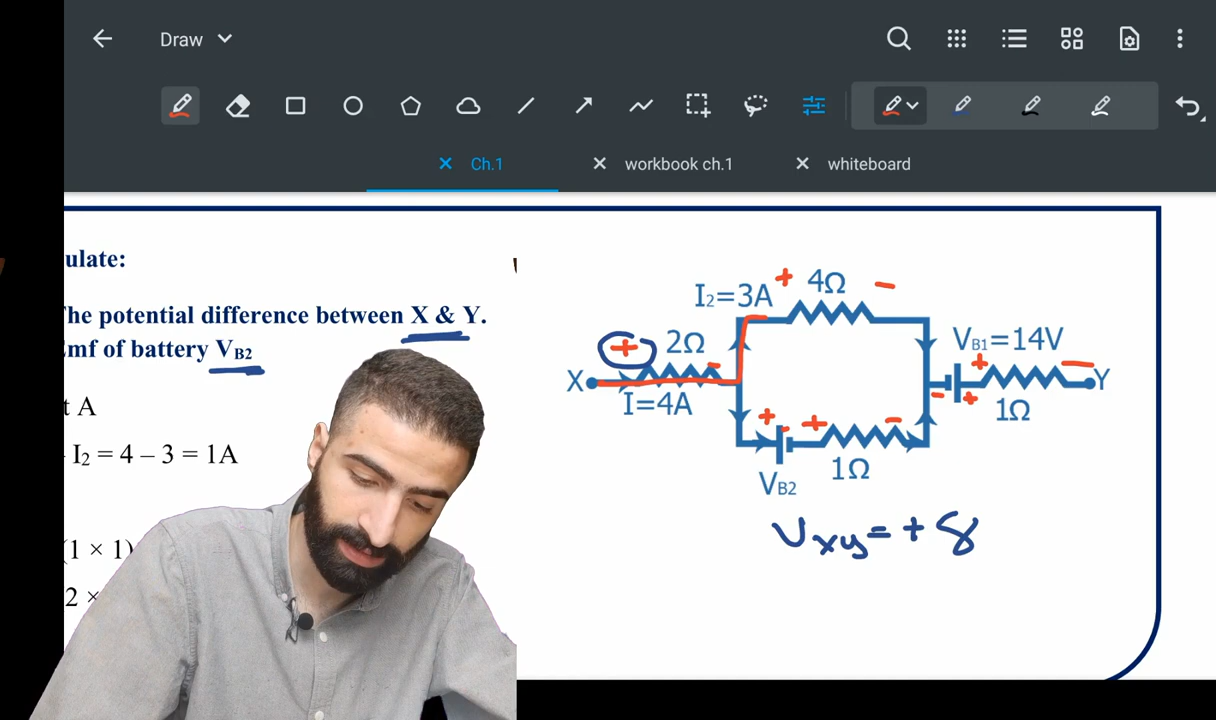 Draw
Ch.1
workbook ch.1
whiteboard
ulate:
The potential difference between X & Y.
Emf of battery VB2
t A
I2 = 4 – 3 = 1A
(1 × 1)
2 ×
I2=3A
4Ω
2Ω
VB1=14V
X
I=4A
Y
1Ω
1Ω
VB2
Vxy = + 8